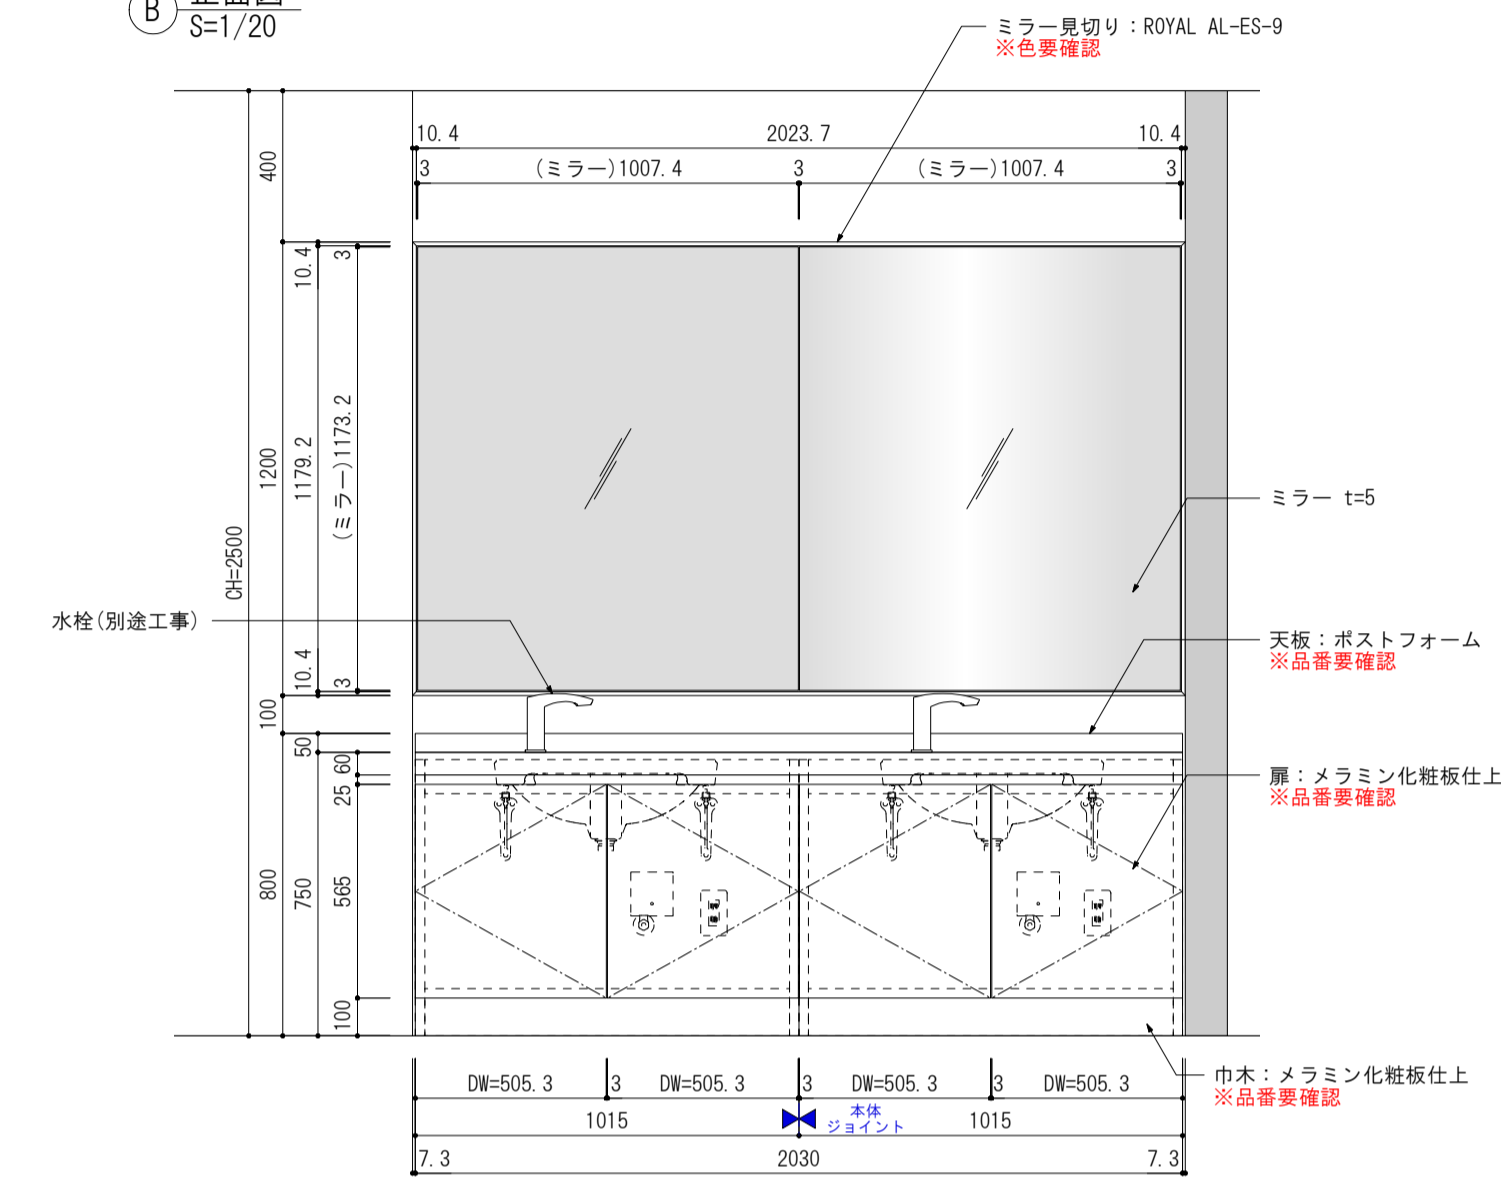 B
正面図
S=1/20
ミラー見切り：ROYAL AL-ES-9
※色要確認
10.4
2023.7
10.4
3
(ミラー)1007.4
3
(ミラー)1007.4
3
400
10.4
3
1200
1179.2
(ミラー)1173.2
CH=2500
ミラー t=5
水栓(別途工事)
天板：ポストフォーム
※品番要確認
10.4
3
100
50
60
25
扉：メラミン化粧板仕上
※品番要確認
800
750
565
100
DW=505.3
3
DW=505.3
3
DW=505.3
3
DW=505.3
巾木：メラミン化粧板仕上
※品番要確認
1015
本体
ジョイント
1015
7.3
2030
7.3